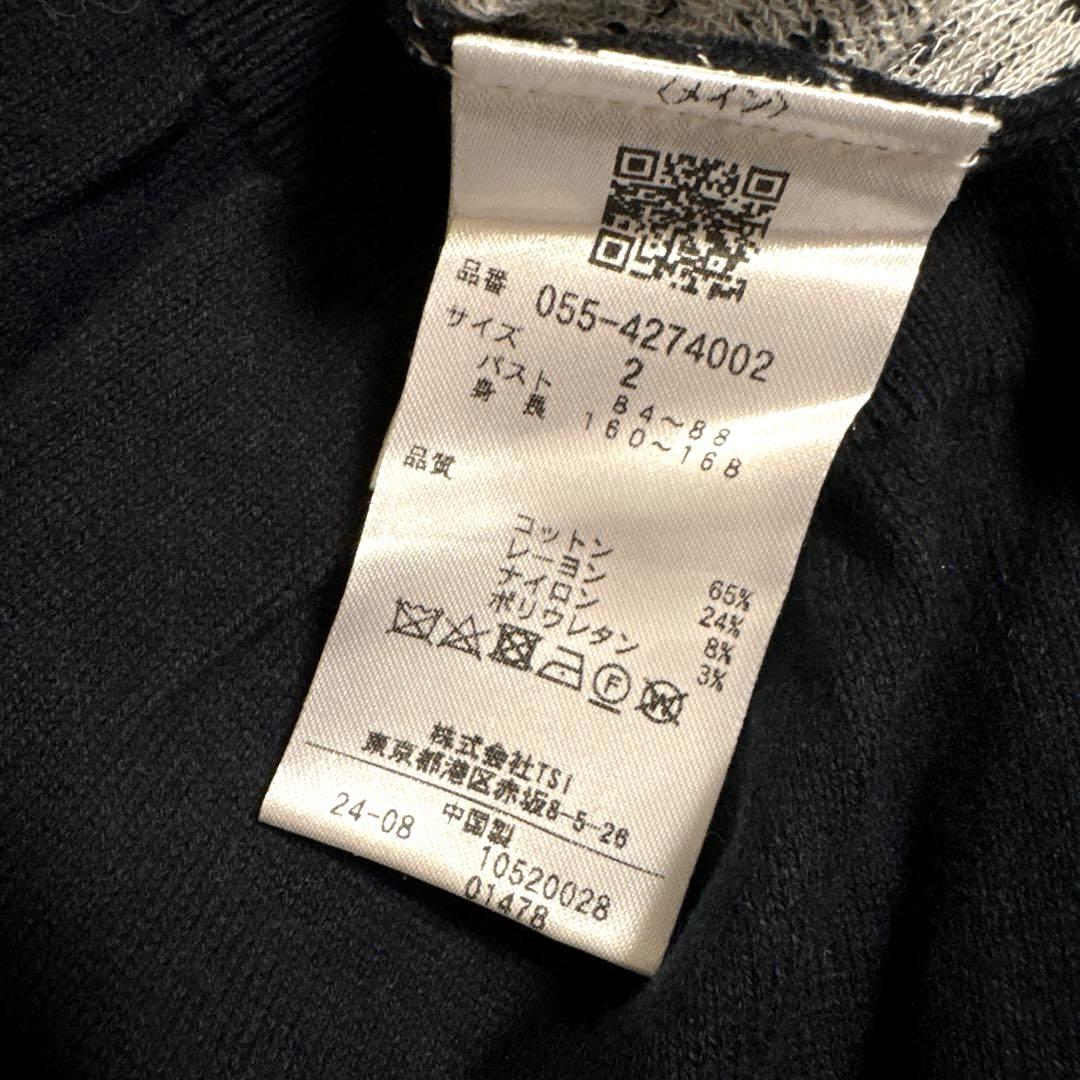 〈メイン〉
品番 055-4274002
サイズ 2
バスト 84～88
身長 160～168
品質
コットン 65%
レーヨン 24%
ナイロン 8%
ポリウレタン 3%
F W
株式会社TSI
東京都港区赤坂8-5-26
24-08 中国製
10520028
01478